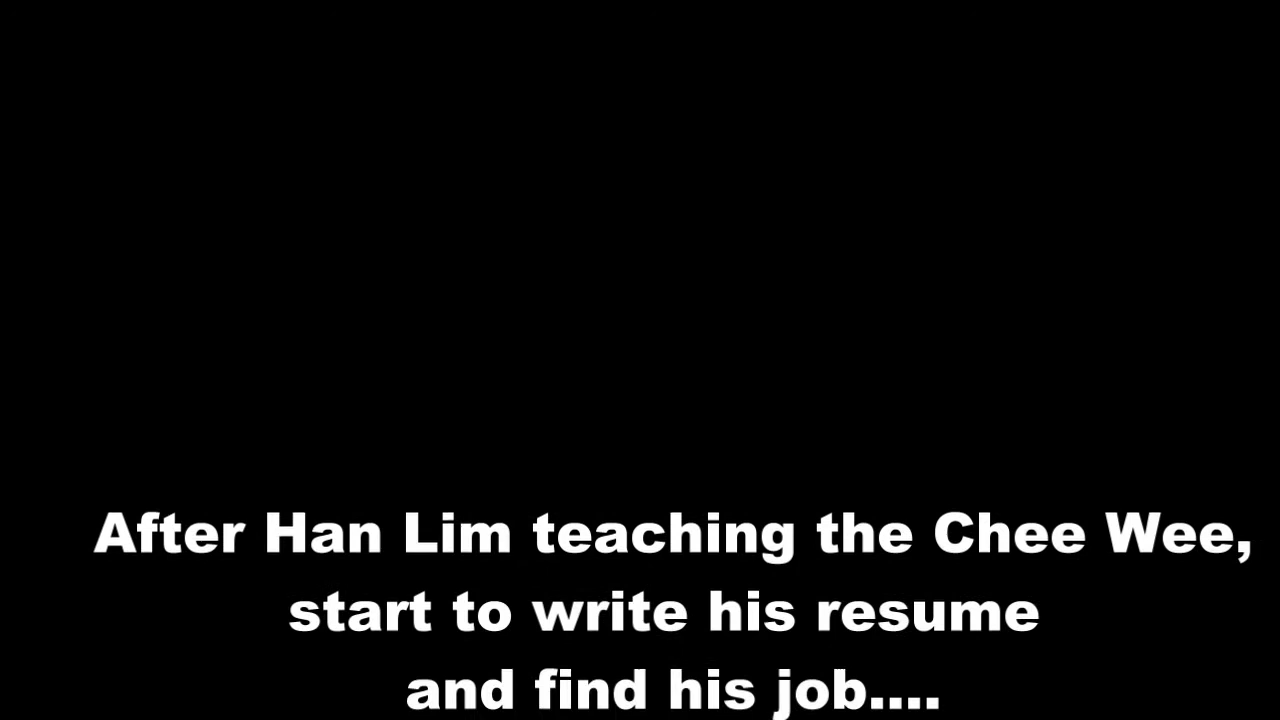 After Han Lim teaching the Chee Wee,
start to write his resume
and find his job....